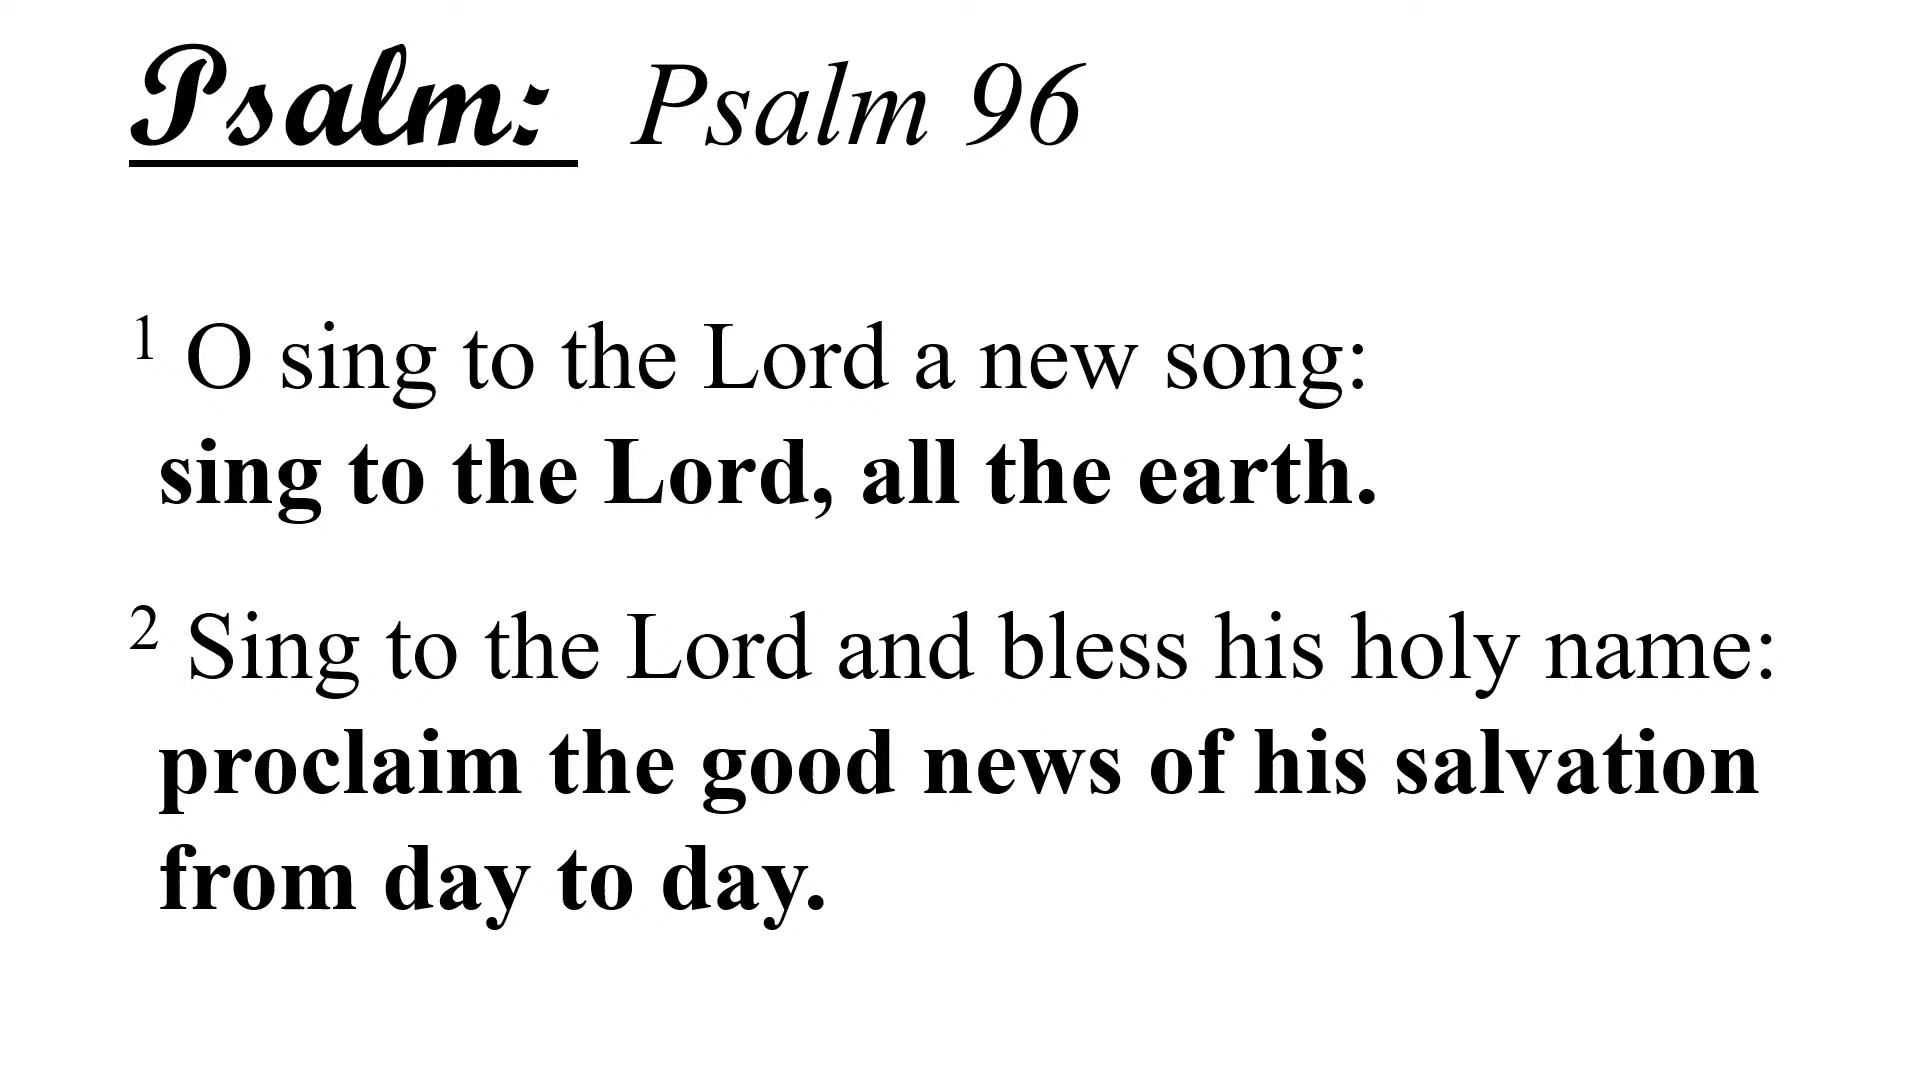 Psalm: Psalm 96
1 O sing to the Lord a new song:
sing to the Lord, all the earth.
2 Sing to the Lord and bless his holy name:
proclaim the good news of his salvation
from day to day.